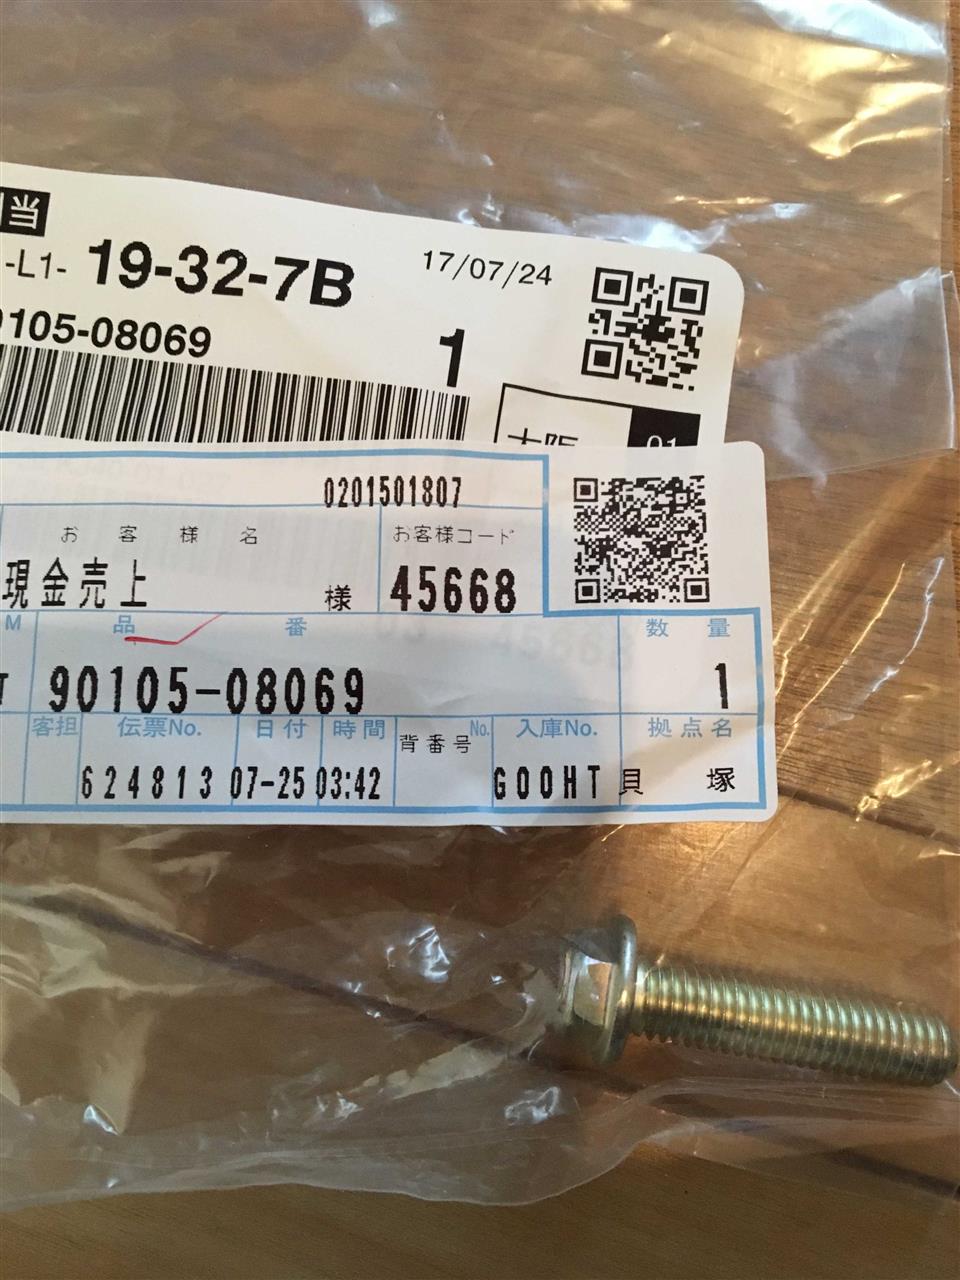 当
-L1- 19-32-7B
17/07/24
0105-08069
1
大阪 01
0201501807
お客様名
お客様コード
現金売上 様
45668
品番
数量
90105-08069
1
客担
伝票No.
日付
時間
背番号 No.
入庫No.
拠点名
624813
07-25
03:42
G00HT
貝塚